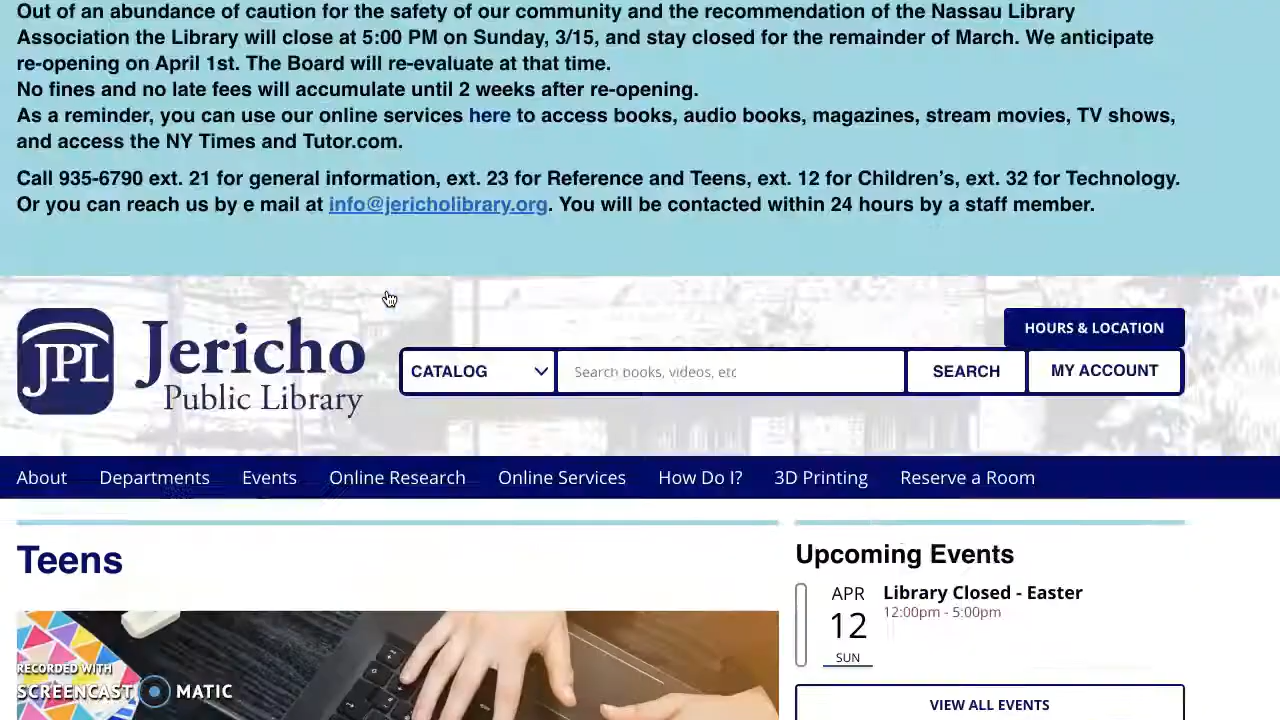 Out of an abundance of caution for the safety of our community and the recommendation of the Nassau Library
Association the Library will close at 5:00 PM on Sunday, 3/15, and stay closed for the remainder of March. We anticipate
re-opening on April 1st. The Board will re-evaluate at that time.
No fines and no late fees will accumulate until 2 weeks after re-opening.
As a reminder, you can use our online services here to access books, audio books, magazines, stream movies, TV shows,
and access the NY Times and Tutor.com.
Call 935-6790 ext. 21 for general information, ext. 23 for Reference and Teens, ext. 12 for Children's, ext. 32 for Technology.
Or you can reach us by e mail at info@jericholibrary.org. You will be contacted within 24 hours by a staff member.
HOURS & LOCATION
JPL Jericho
Public Library
CATALOG Search books, videos, etc SEARCH MY ACCOUNT
About Departments Events Online Research Online Services How Do I? 3D Printing Reserve a Room
Teens
Upcoming Events
APR
12
SUN
Library Closed - Easter
12:00pm - 5:00pm
VIEW ALL EVENTS
RECORDED WITH
SCREENCAST MATIC